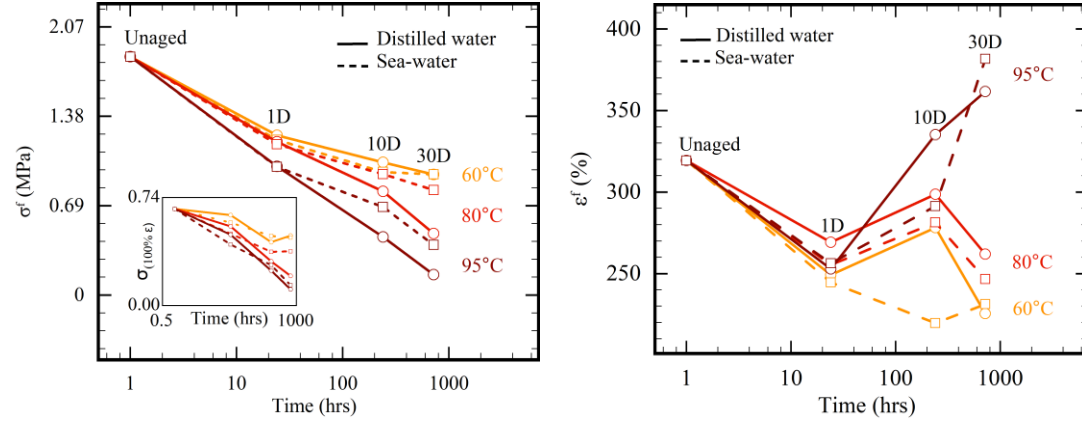 2.07
1.38
0.69
0
σᶠ (MPa)
Unaged
Distilled water
Sea-water
1D
10D
30D
60°C
80°C
95°C
0.74
0.00
σ(100% ε)
0.5
Time (hrs)
1000
1
10
100
1000
Time (hrs)
400
350
300
250
εᶠ (%)
Distilled water
Sea-water
30D
95°C
10D
Unaged
1D
80°C
60°C
1
10
100
1000
Time (hrs)